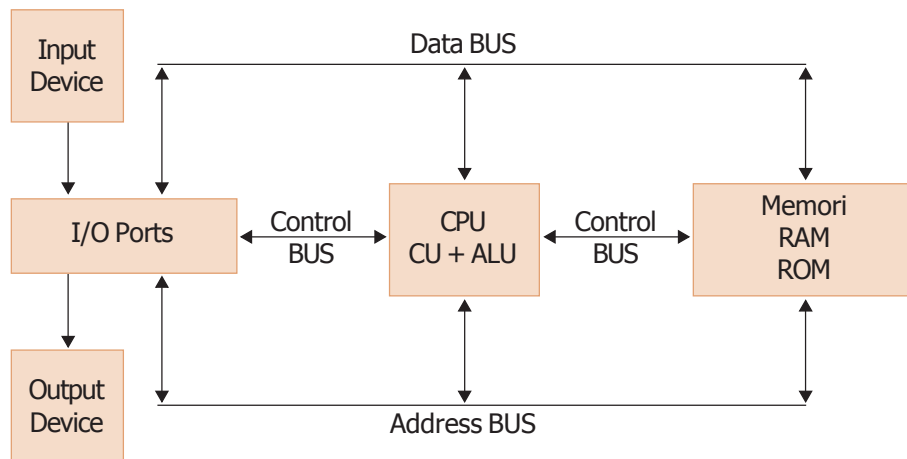 Input
Device
Data BUS
I/O Ports
Control
BUS
CPU
CU + ALU
Control
BUS
Memori
RAM
ROM
Output
Device
Address BUS